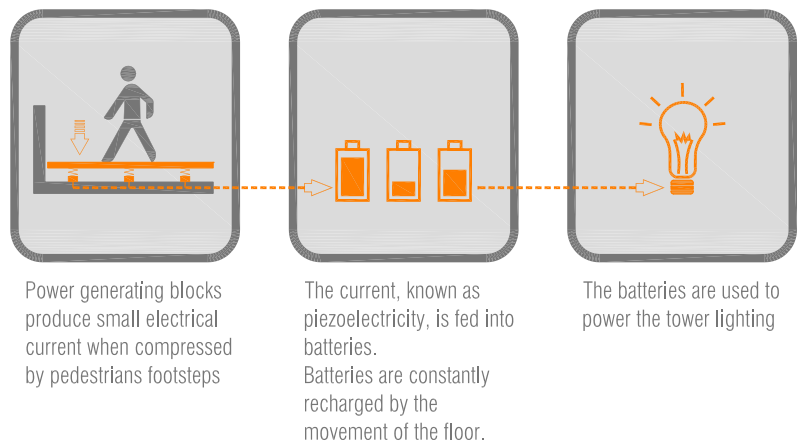 Power generating blocks
produce small electrical
current when compressed
by pedestrians footsteps
The current, known as
piezoelectricity, is fed into
batteries.
Batteries are constantly
recharged by the
movement of the floor.
The batteries are used to
power the tower lighting